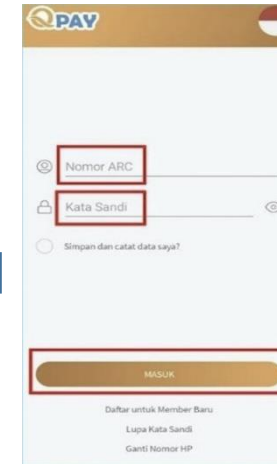 QPAY
Nomor ARC
Kata Sandi
Simpan dan catat data saya?
MASUK
Daftar untuk Member Baru
Lupa Kata Sandi
Ganti Nomor HP